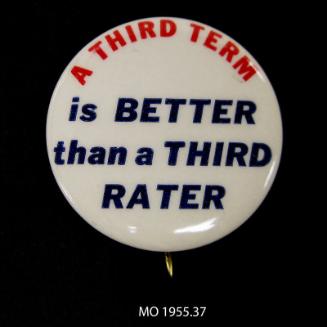 A THIRD TERM
is BETTER
than a THIRD
RATER
MO 1955.37